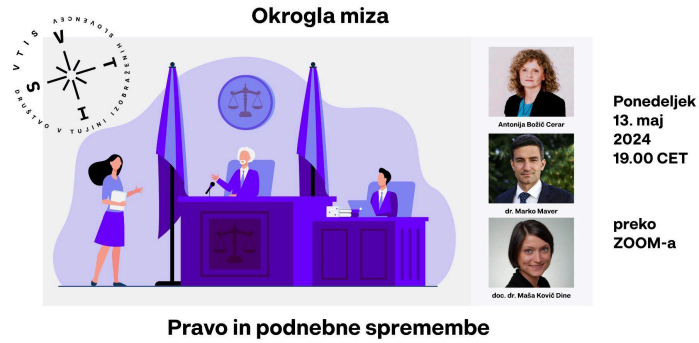 Okrogla miza
VTIS
DRUŠTVO V TUJINI IZOBRAŽENIH SLOVENCEV VTIS
Antonija Božič Cerar
dr. Marko Maver
doc. dr. Maša Kovič Dine
Ponedeljek
13. maj
2024
19.00 CET
preko
ZOOM-a
Pravo in podnebne spremembe